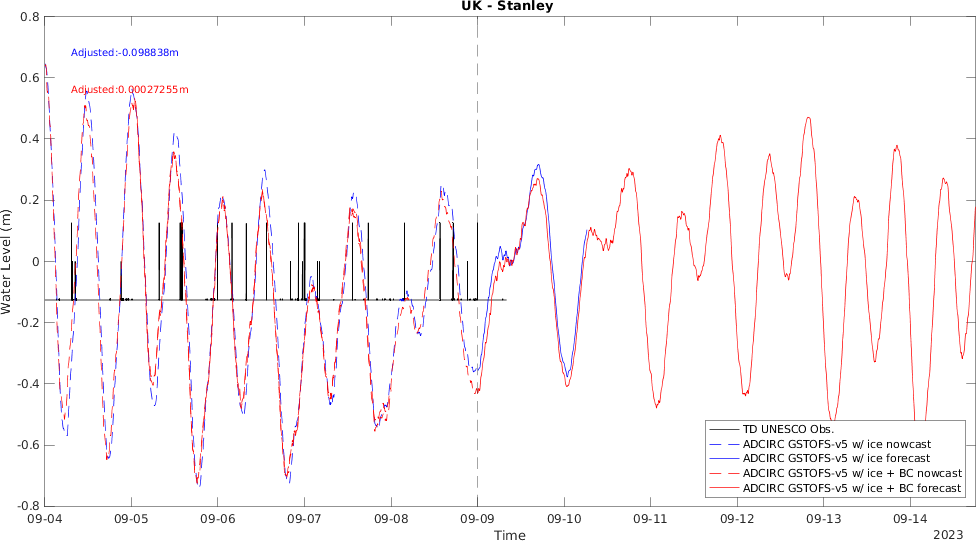 UK - Stanley
Adjusted:-0.098838m
Adjusted:0.00027255m
Water Level (m)
0.8
0.6
0.4
0.2
0
-0.2
-0.4
-0.6
-0.8
TD UNESCO Obs.
ADCIRC GSTOFS-v5 w/ ice nowcast
ADCIRC GSTOFS-v5 w/ ice forecast
ADCIRC GSTOFS-v5 w/ ice + BC nowcast
ADCIRC GSTOFS-v5 w/ ice + BC forecast
09-04 09-05 09-06 09-07 09-08 09-09 09-10 09-11 09-12 09-13 09-14
Time
2023